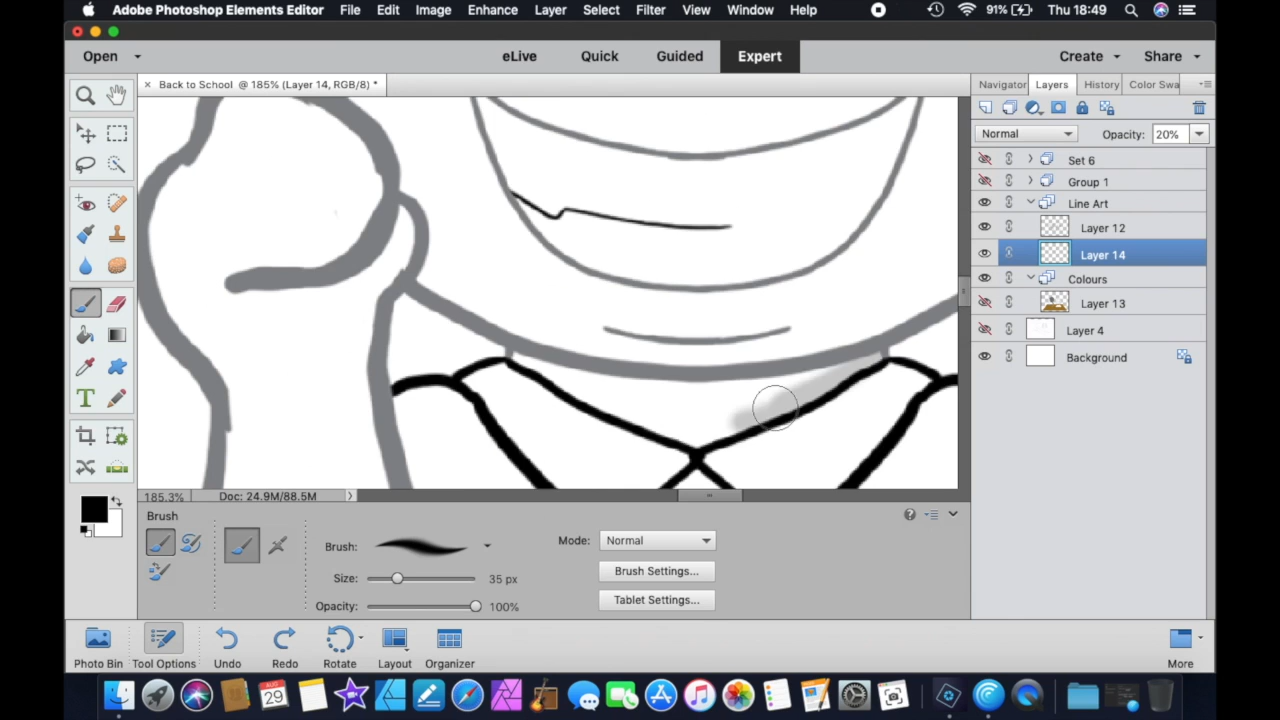 Adobe Photoshop Elements Editor File Edit Image Enhance Layer Select Filter View Window Help 91% Thu 18:49
Open eLive Quick Guided Expert Create Share
× Back to School @ 185% (Layer 14, RGB/8) * Navigator Layers History Color Swa
Normal Opacity: 20%
Set 6
Group 1
Line Art
Layer 12
Layer 14
Colours
Layer 13
Layer 4
Background
185.3% Doc: 24.9M/88.5M
Brush
Brush: Mode: Normal
Size: 35 px Brush Settings...
Opacity: 100% Tablet Settings...
Photo Bin Tool Options Undo Redo Rotate Layout Organizer More
AUG
29